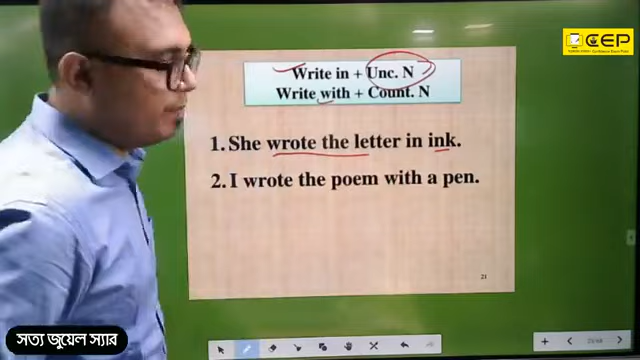 CEP
Write in + Unc. N
Write with + Count. N
1. She wrote the letter in ink.
2. I wrote the poem with a pen.
21
সত্য জুয়েল স্যার